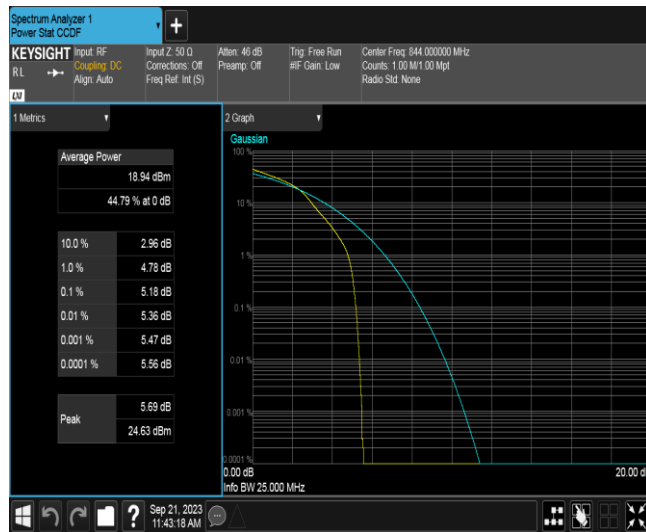 Spectrum Analyzer 1
Power Stat CCDF
+
KEYSIGHT
RL
LXI
Input: RF
Coupling: DC
Align: Auto
Input Z: 50 Ω
Corrections: Off
Freq Ref: Int (S)
Atten: 46 dB
Preamp: Off
Trig: Free Run
#IF Gain: Low
Center Freq: 844.000000 MHz
Counts: 1.00 M/1.00 Mpt
Radio Std: None
1 Metrics
Average Power
18.94 dBm
44.79 % at 0 dB
10.0 % 2.96 dB
1.0 % 4.78 dB
0.1 % 5.18 dB
0.01 % 5.36 dB
0.001 % 5.47 dB
0.0001 % 5.56 dB
Peak
5.69 dB
24.63 dBm
2 Graph
Gaussian
100 %
10 %
1 %
0.1 %
0.01 %
0.001 %
0.0001 %
0.00 dB
20.00 d
Info BW 25.000 MHz
?
Sep 21, 2023
11:43:18 AM